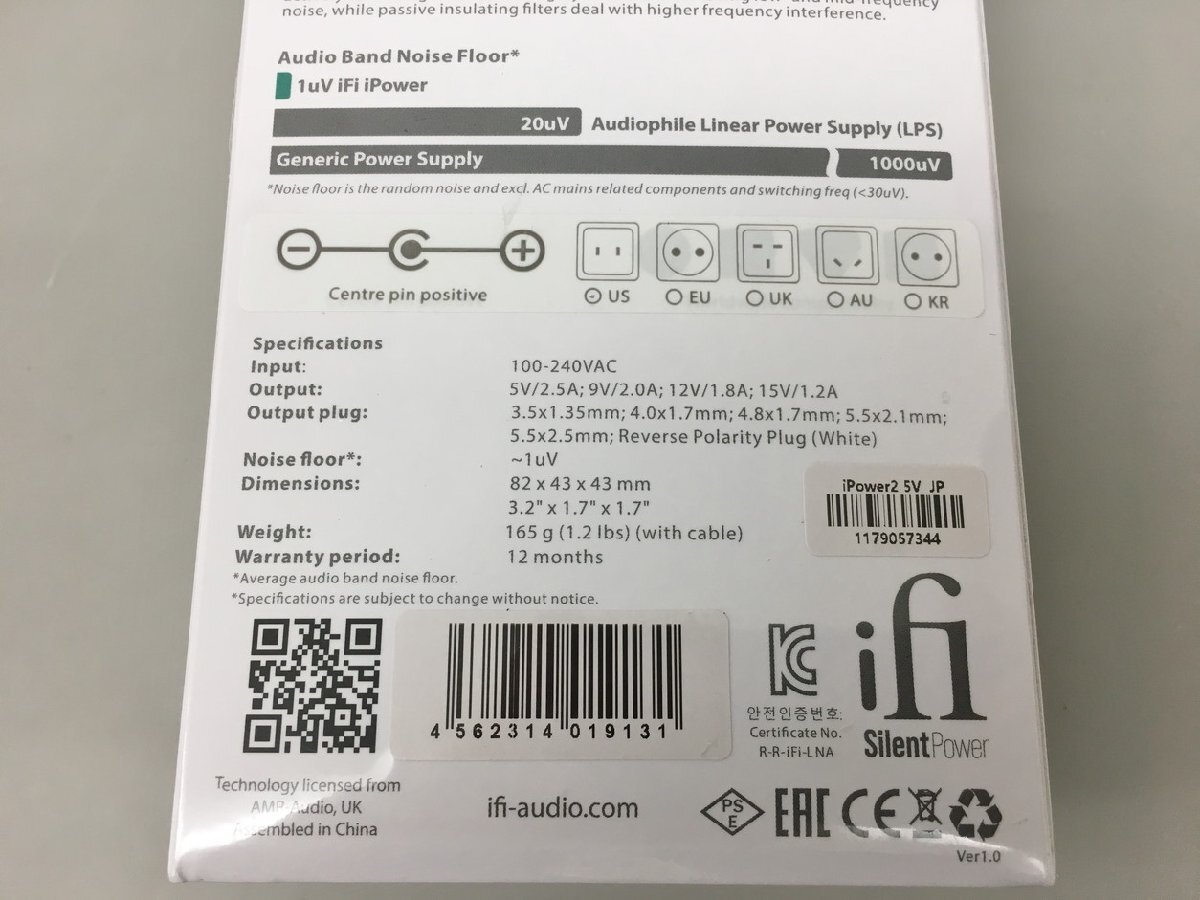 low- and mid-frequency
noise, while passive insulating filters deal with higher frequency interference.
Audio Band Noise Floor*
1uV iFi iPower
20uV Audiophile Linear Power Supply (LPS)
Generic Power Supply 1000uV
*Noise floor is the random noise and excl. AC mains related components and switching freq (<30uV).
Centre pin positive
US EU UK AU KR
Specifications
Input: 100-240VAC
Output: 5V/2.5A; 9V/2.0A; 12V/1.8A; 15V/1.2A
Output plug: 3.5x1.35mm; 4.0x1.7mm; 4.8x1.7mm; 5.5x2.1mm;
5.5x2.5mm; Reverse Polarity Plug (White)
Noise floor*: ~1uV
Dimensions: 82 x 43 x 43 mm
3.2" x 1.7" x 1.7"
Weight: 165 g (1.2 lbs) (with cable)
Warranty period: 12 months
*Average audio band noise floor.
*Specifications are subject to change without notice.
iPower2 5V JP
1179057344
4 562314 019131
안전인증번호:
Certificate No.
R-R-iFi-LNA
ifi
SilentPower
Technology licensed from
AMR-Audio, UK
Assembled in China
ifi-audio.com
PS
E
EAC CE
Ver1.0